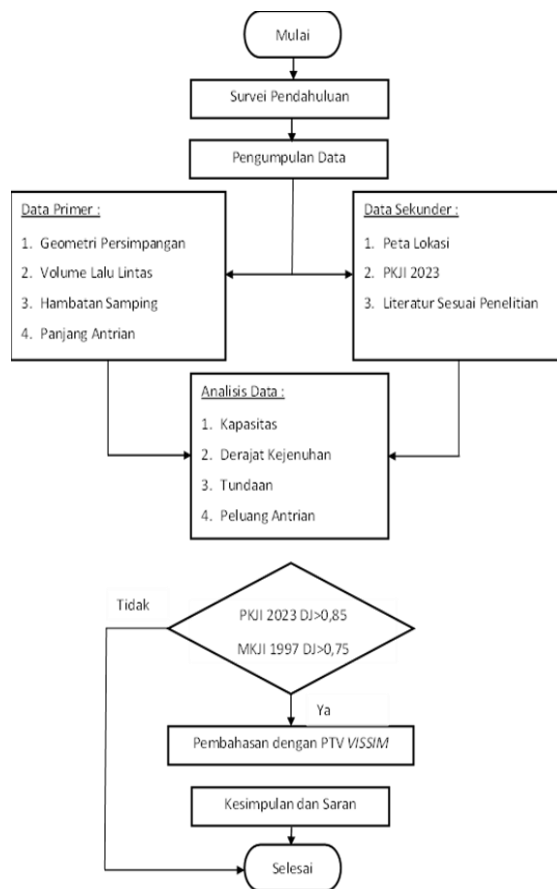 Mulai
Survei Pendahuluan
Pengumpulan Data
Data Primer :
1. Geometri Persimpangan
2. Volume Lalu Lintas
3. Hambatan Samping
4. Panjang Antrian
Data Sekunder :
1. Peta Lokasi
2. PKJI 2023
3. Literatur Sesuai Penelitian
Analisis Data :
1. Kapasitas
2. Derajat Kejenuhan
3. Tundaan
4. Peluang Antrian
Tidak
PKJI 2023 DJ>0,85
MKJI 1997 DJ>0,75
Ya
Pembahasan dengan PTV VISSIM
Kesimpulan dan Saran
Selesai